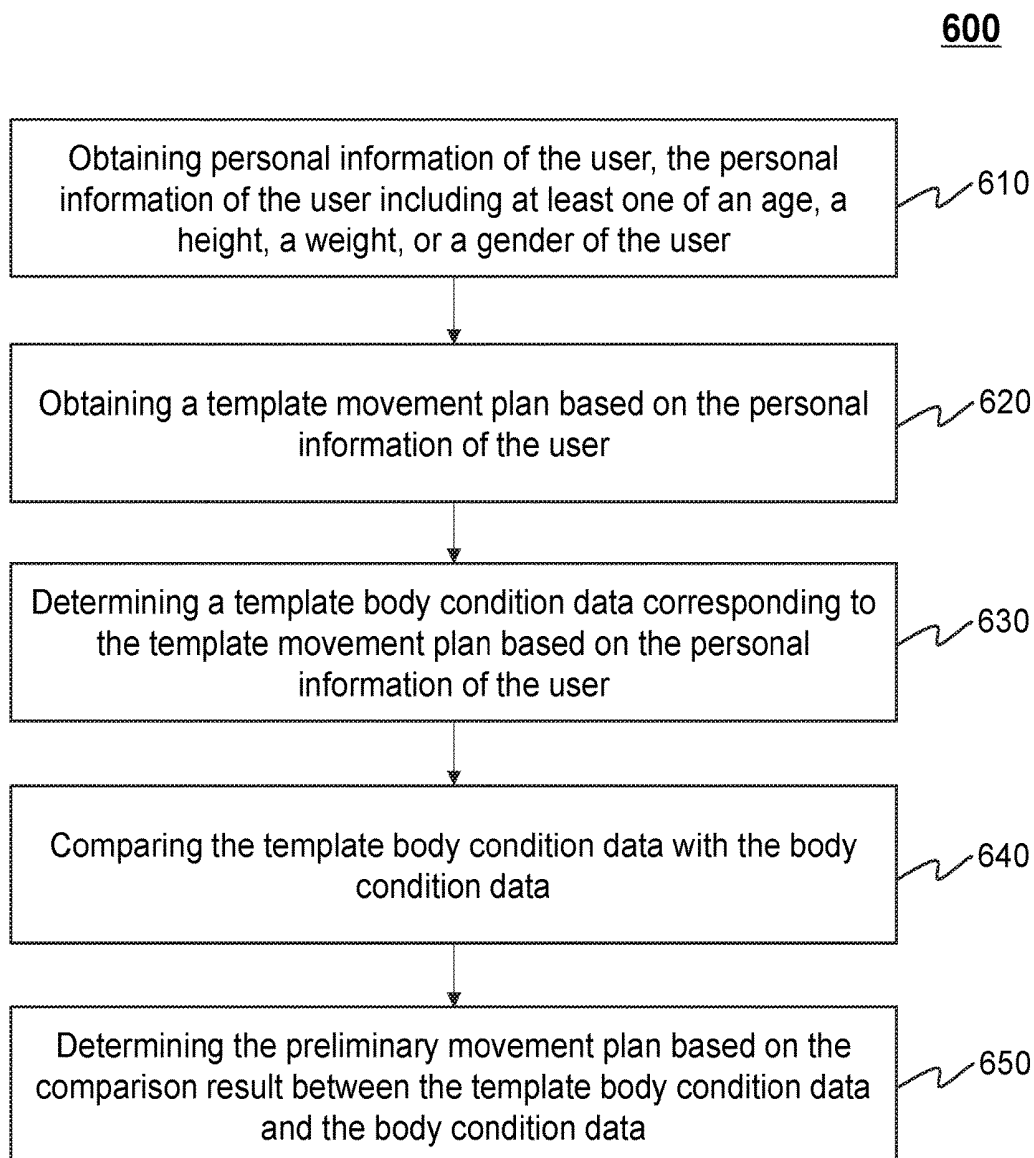 600
Obtaining personal information of the user, the personal
information of the user including at least one of an age, a
height, a weight, or a gender of the user
610
Obtaining a template movement plan based on the personal
information of the user
620
Determining a template body condition data corresponding to
the template movement plan based on the personal
information of the user
630
Comparing the template body condition data with the body
condition data
640
Determining the preliminary movement plan based on the
comparison result between the template body condition data
and the body condition data
650